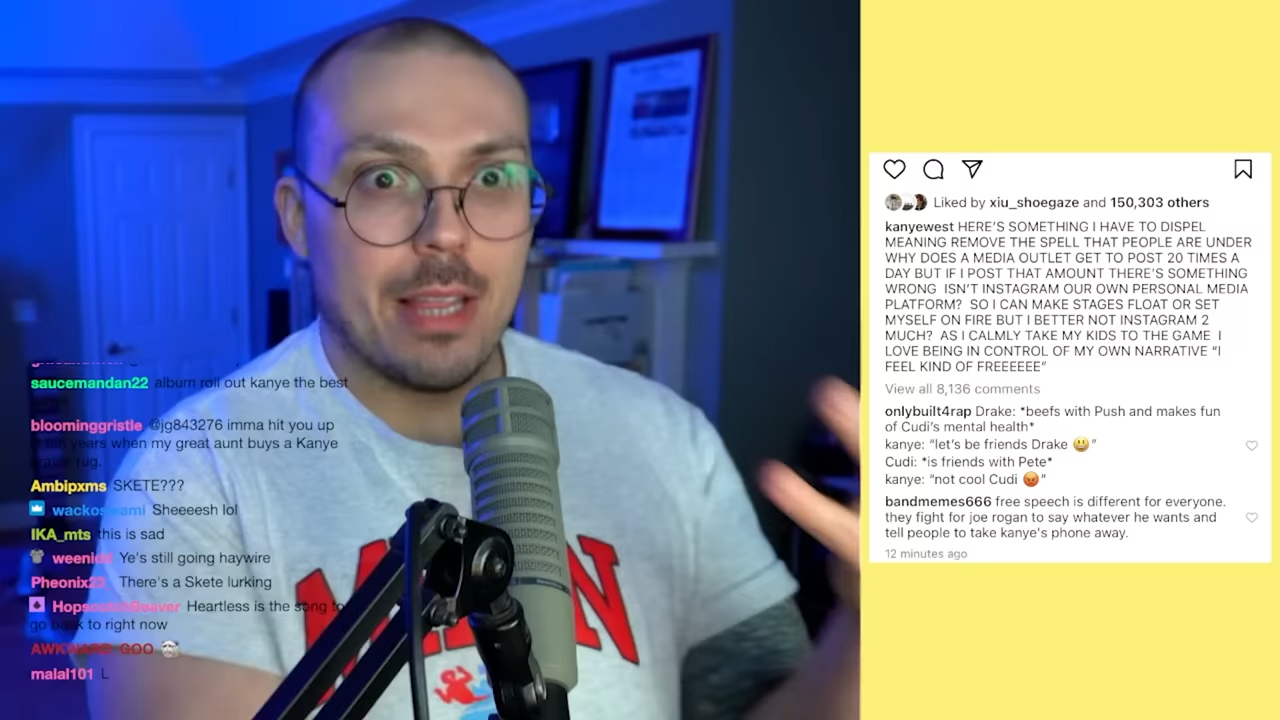 saucemandan22 album roll out kanye the best
bloominggristle @jg843276 imma hit you up
years when my great aunt buys a Kanye
rug.
Ambipxms SKETE???
Sheeeesh lol
IKA_mts this is sad
Ye's still going haywire
Pheonix22 There's a Skete lurking
Heartless is the song to
go back to right now
AWKWARD_GOO
malal101 L
Liked by xiu_shoegaze and 150,303 others
kanyewest HERE'S SOMETHING I HAVE TO DISPEL
MEANING REMOVE THE SPELL THAT PEOPLE ARE UNDER
WHY DOES A MEDIA OUTLET GET TO POST 20 TIMES A
DAY BUT IF I POST THAT AMOUNT THERE'S SOMETHING
WRONG ISN'T INSTAGRAM OUR OWN PERSONAL MEDIA
PLATFORM? SO I CAN MAKE STAGES FLOAT OR SET
MYSELF ON FIRE BUT I BETTER NOT INSTAGRAM 2
MUCH? AS I CALMLY TAKE MY KIDS TO THE GAME I
LOVE BEING IN CONTROL OF MY OWN NARRATIVE "I
FEEL KIND OF FREEEEEE"
View all 8,136 comments
onlybuilt4rap Drake: *beefs with Push and makes fun
of Cudi's mental health*
kanye: "let's be friends Drake 😃"
Cudi: *is friends with Pete*
kanye: "not cool Cudi 😡"
bandmemes666 free speech is different for everyone.
they fight for joe rogan to say whatever he wants and
tell people to take kanye's phone away.
12 minutes ago